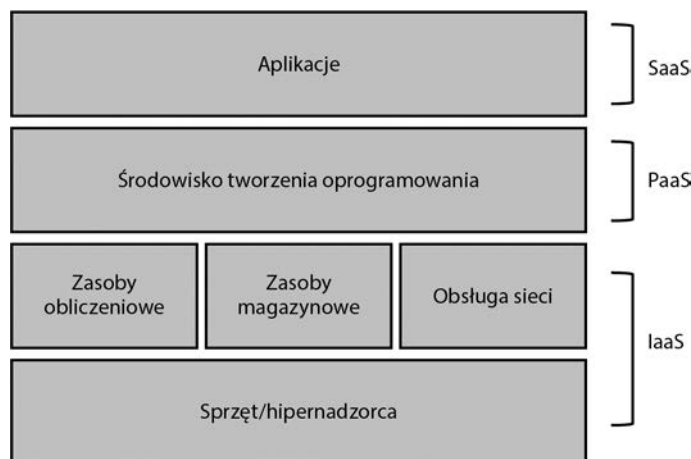 Aplikacje
SaaS
Środowisko tworzenia oprogramowania
PaaS
Zasoby
obliczeniowe
Zasoby
magazynowe
Obsługa sieci
IaaS
Sprzęt/hipernadzorca